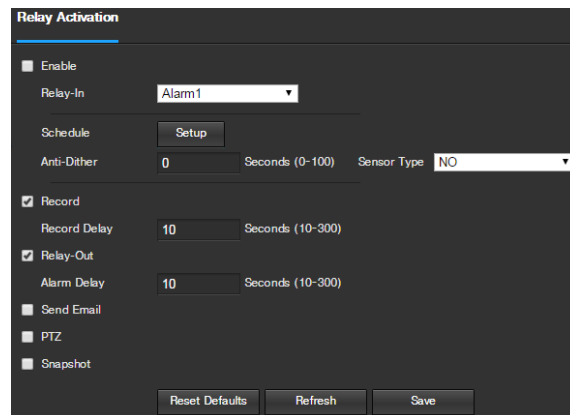 Relay Activation
Enable
Relay-In Alarm1
Schedule Setup
Anti-Dither 0 Seconds (0-100) Sensor Type NO
Record
Record Delay 10 Seconds (10-300)
Relay-Out
Alarm Delay 10 Seconds (10-300)
Send Email
PTZ
Snapshot
Reset Defaults Refresh Save